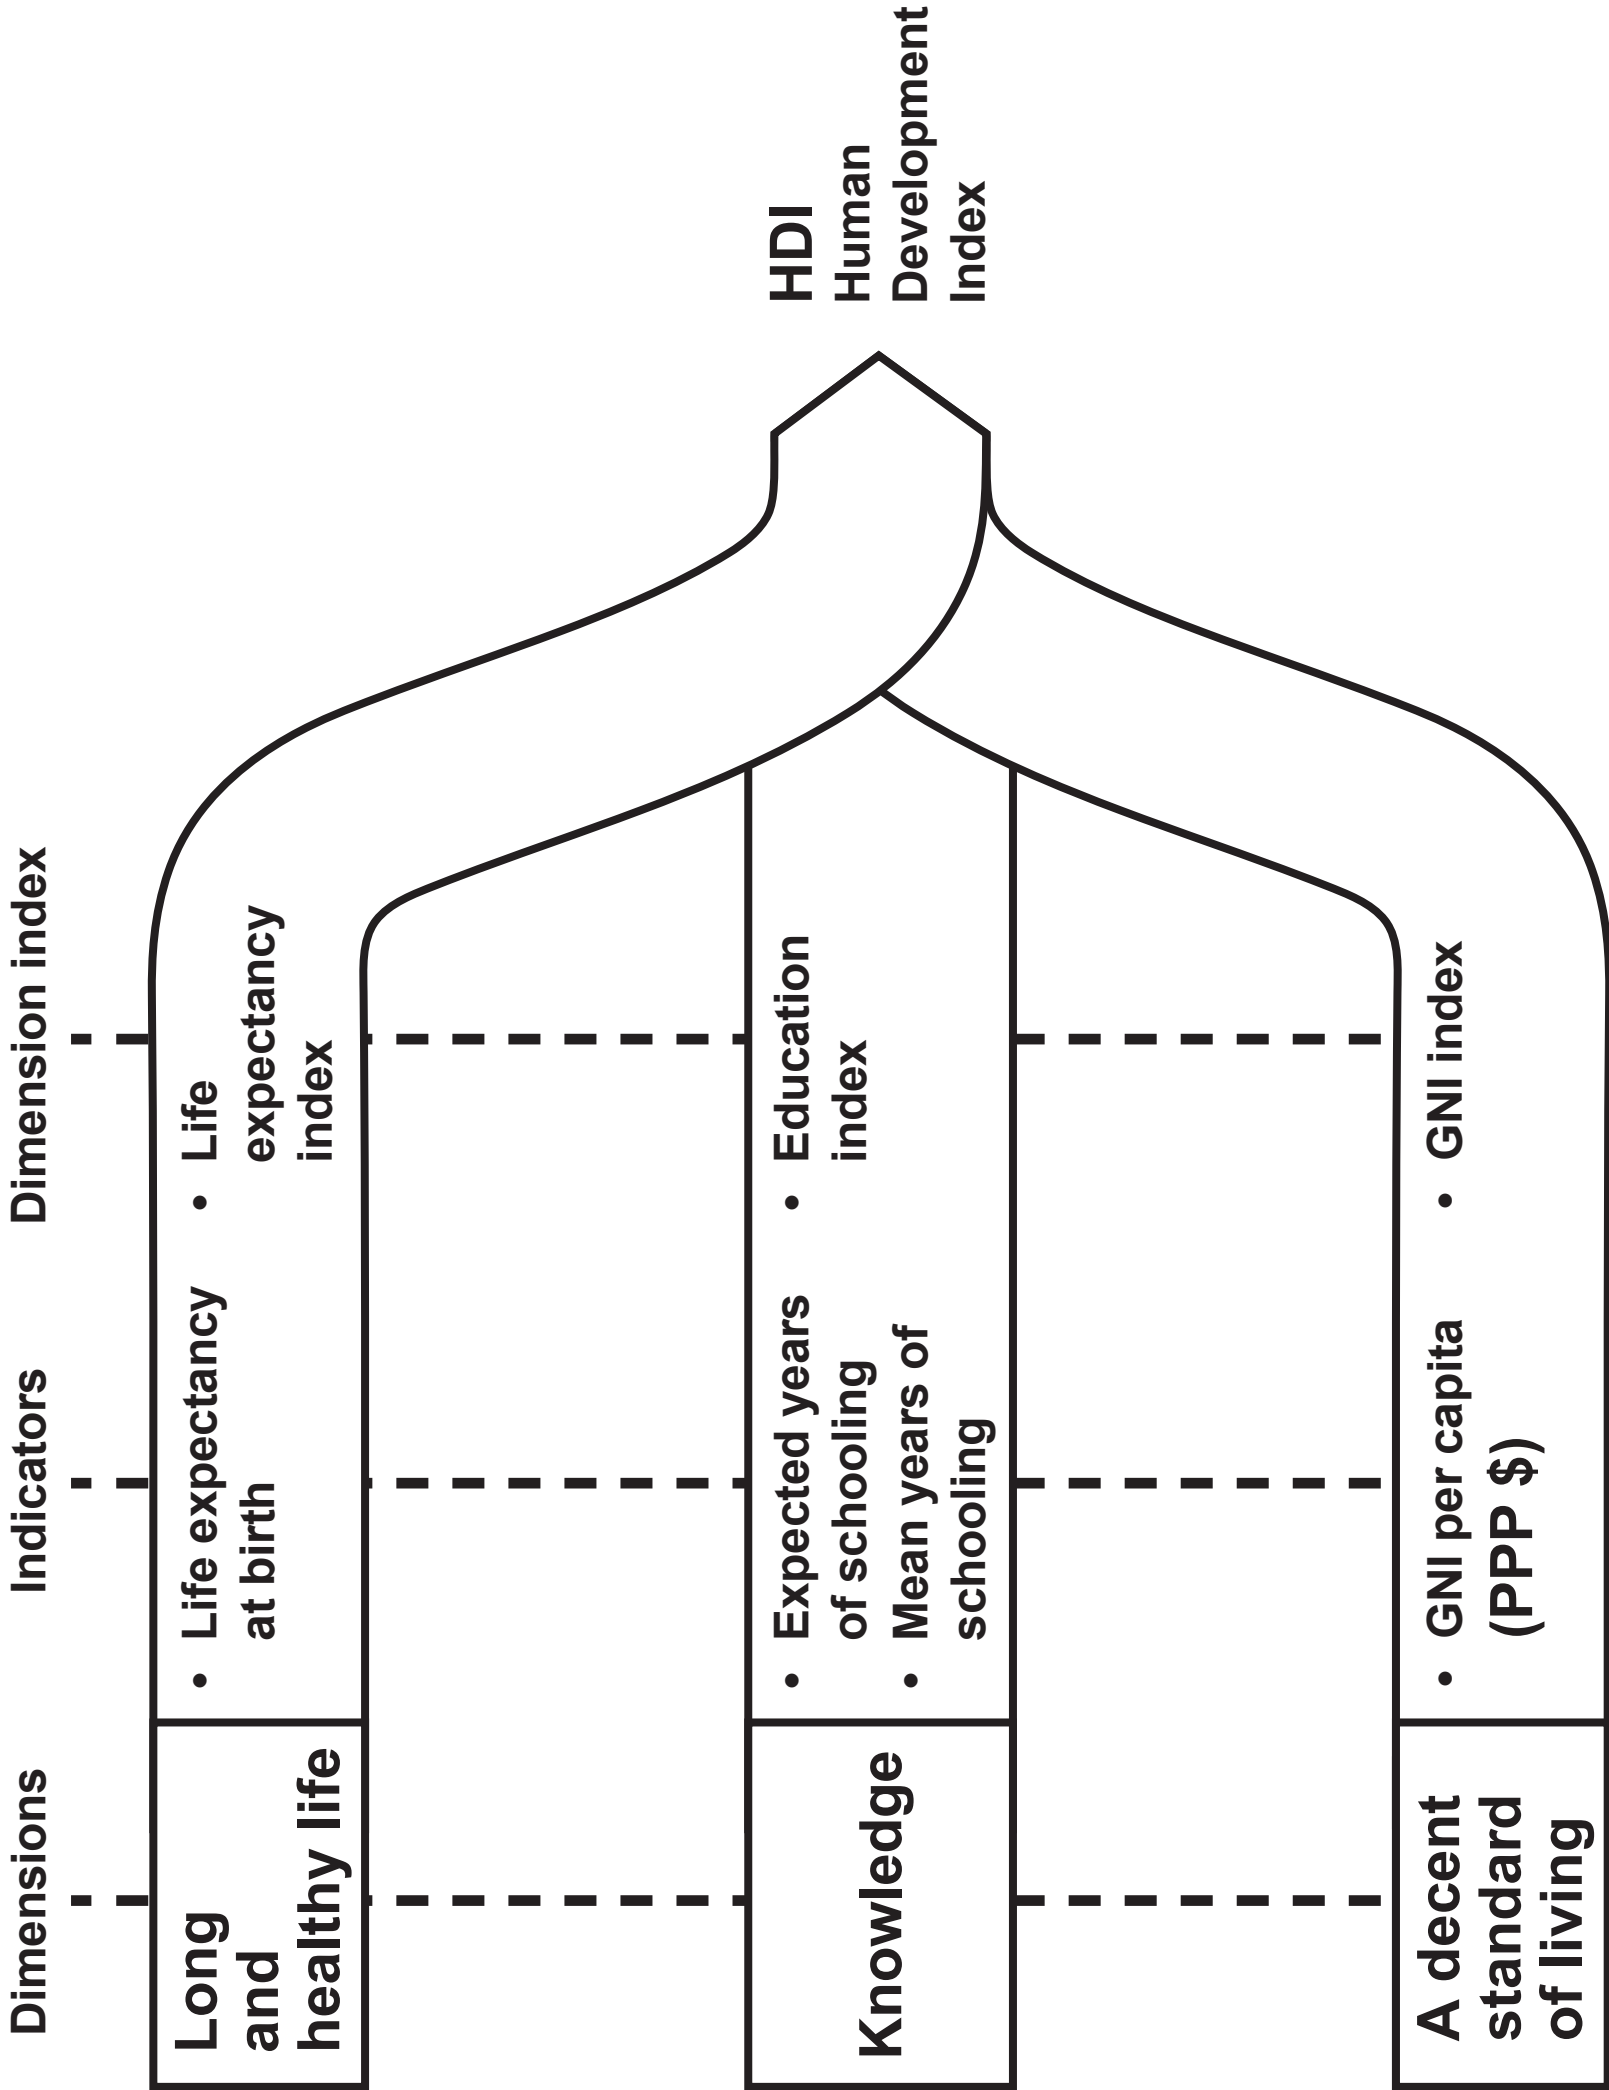 Dimensions
Indicators
Dimension index
Long
and
healthy life
• Life expectancy
at birth
• Life
expectancy
index
Knowledge
• Expected years
of schooling
• Mean years of
schooling
• Education
index
A decent
standard
of living
• GNI per capita
(PPP $)
• GNI index
HDI
Human
Development
Index